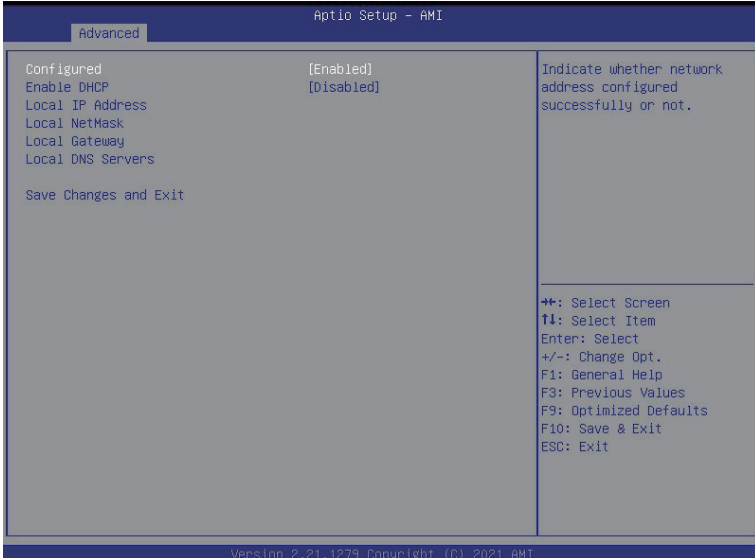 Aptio Setup – AMI
Advanced
Configured [Enabled]
Enable DHCP [Disabled]
Local IP Address
Local NetMask
Local Gateway
Local DNS Servers
Save Changes and Exit
Indicate whether network
address configured
successfully or not.
→←: Select Screen
↑↓: Select Item
Enter: Select
+/-: Change Opt.
F1: General Help
F3: Previous Values
F9: Optimized Defaults
F10: Save & Exit
ESC: Exit
Version 2.21.1279 Copyright (C) 2021 AMI